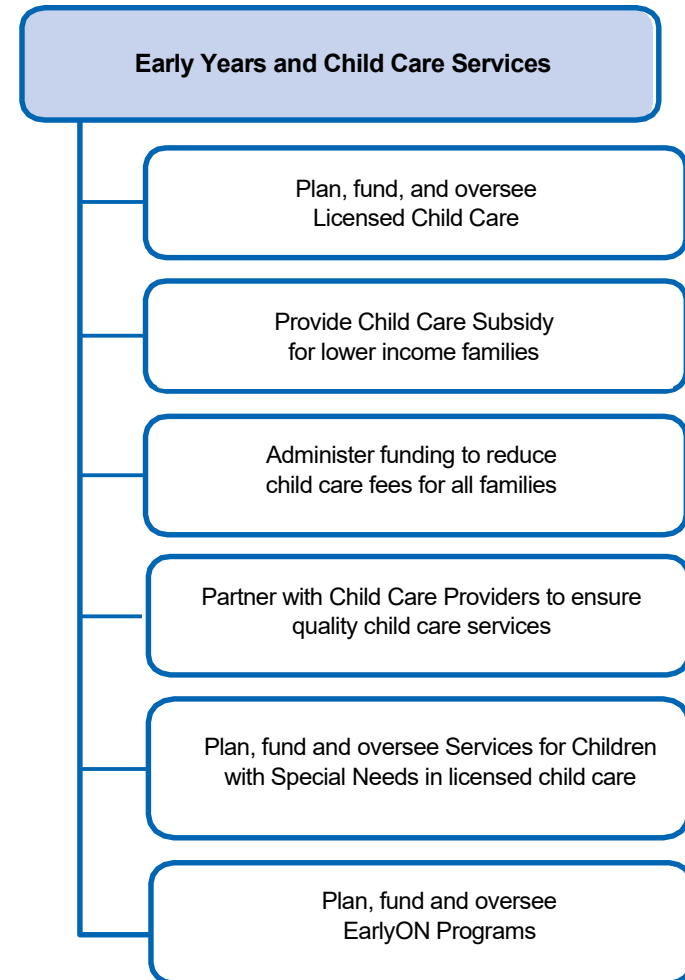 Early Years and Child Care Services
Plan, fund, and oversee
Licensed Child Care
Provide Child Care Subsidy
for lower income families
Administer funding to reduce
child care fees for all families
Partner with Child Care Providers to ensure
quality child care services
Plan, fund and oversee Services for Children
with Special Needs in licensed child care
Plan, fund and oversee
EarlyON Programs